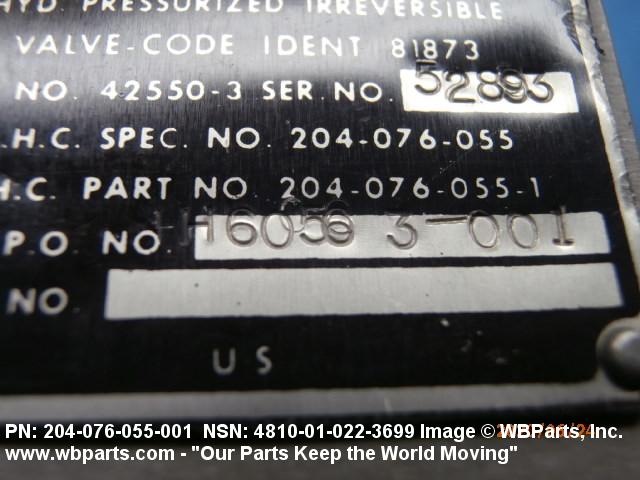 HYD. PRESSURIZED IRREVERSIBLE
VALVE-CODE IDENT 81873
NO. 42550-3 SER. NO.
.H.C. SPEC. NO. 204-076-055
H.C. PART NO 204-076-055-1
P.O. NO. 3-001
NO.
US
PN: 204-076-055-001 NSN: 4810-01-022-3699 Image © WBParts, Inc.
www.wbparts.com - "Our Parts Keep the World Moving"